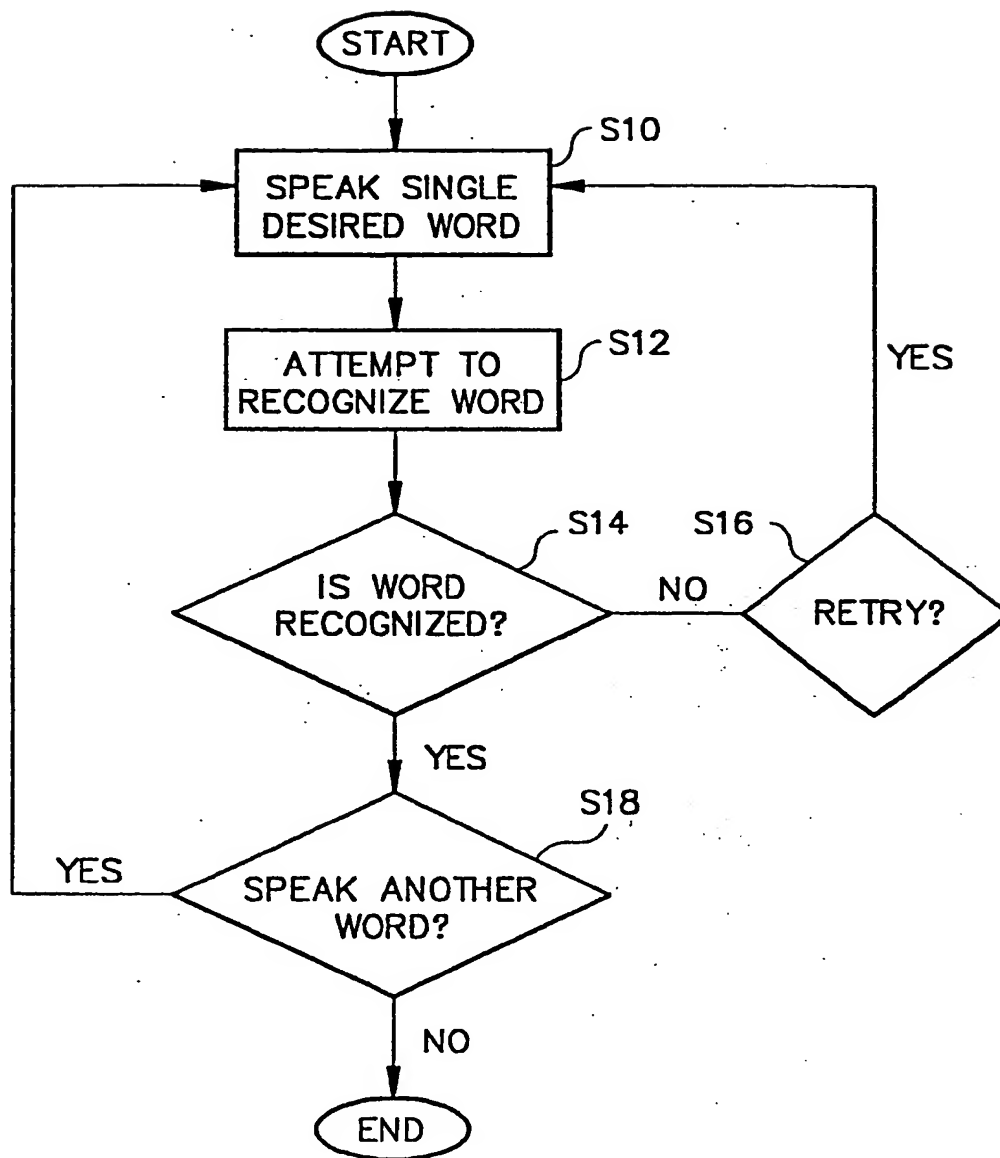 START
S10
SPEAK SINGLE
DESIRED WORD
S12
ATTEMPT TO
RECOGNIZE WORD
YES
S14
S16
IS WORD
RECOGNIZED?
NO
RETRY?
YES
S18
YES
SPEAK ANOTHER
WORD?
NO
END